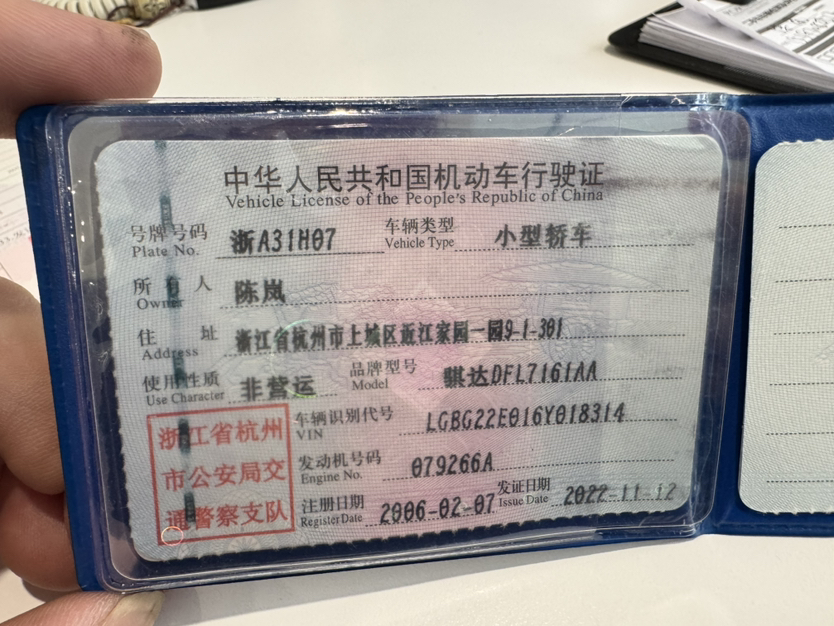 中华人民共和国机动车行驶证
Vehicle License of the People's Republic of China
号牌号码 浙A31H07 车辆类型 小型轿车
Plate No. Vehicle Type
所有人 陈岚
Owner
住址 浙江省杭州市上城区近江家园一园9-1-301
Address
使用性质 非营运 品牌型号 骐达DFL7161AA
Use Character Model
浙江省杭州
市公安局交
通警察支队
车辆识别代号 LGBG22E016Y018314
VIN
发动机号码 079266A
Engine No.
注册日期 2006-02-07 发证日期 2022-11-12
Register Date Issue Date